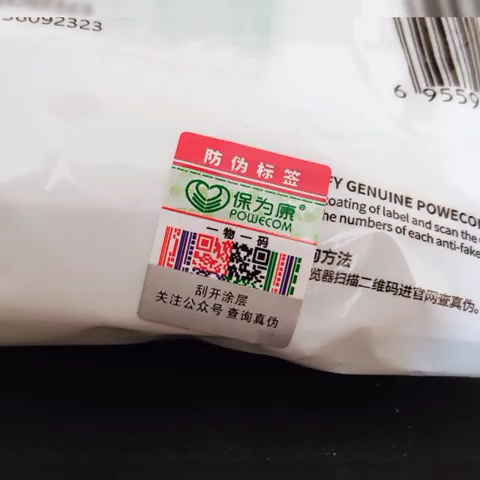 6 9559
防伪标签
保为康®
POWECOM
一物一码
刮开涂层
关注公众号 查询真伪
FY GENUINE POWECO
coating of label and scan the
the numbers of each anti-fake
方法
览器扫描二维码进官网查真伪。